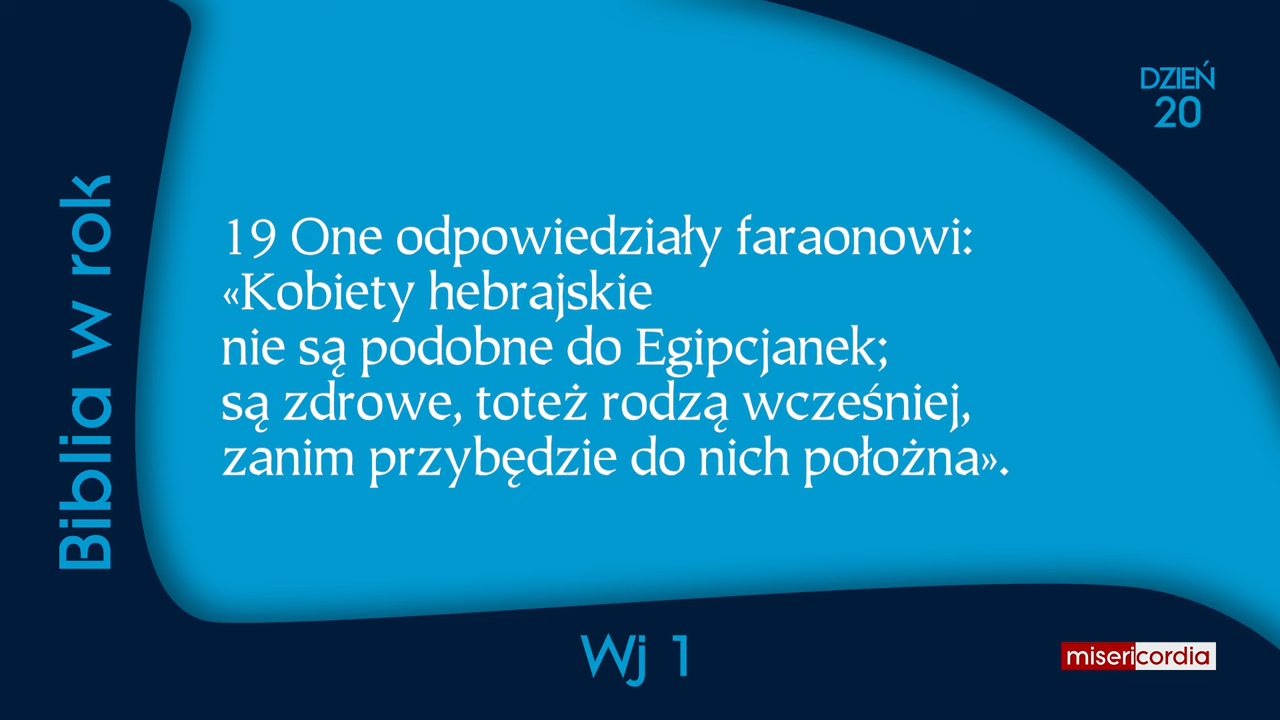 DZIEŃ
20
Biblia w rok
19 One odpowiedziały faraonowi:
«Kobiety hebrajskie
nie są podobne do Egipcjanek;
są zdrowe, toteż rodzą wcześniej,
zanim przybędzie do nich położna».
Wj 1
misericordia